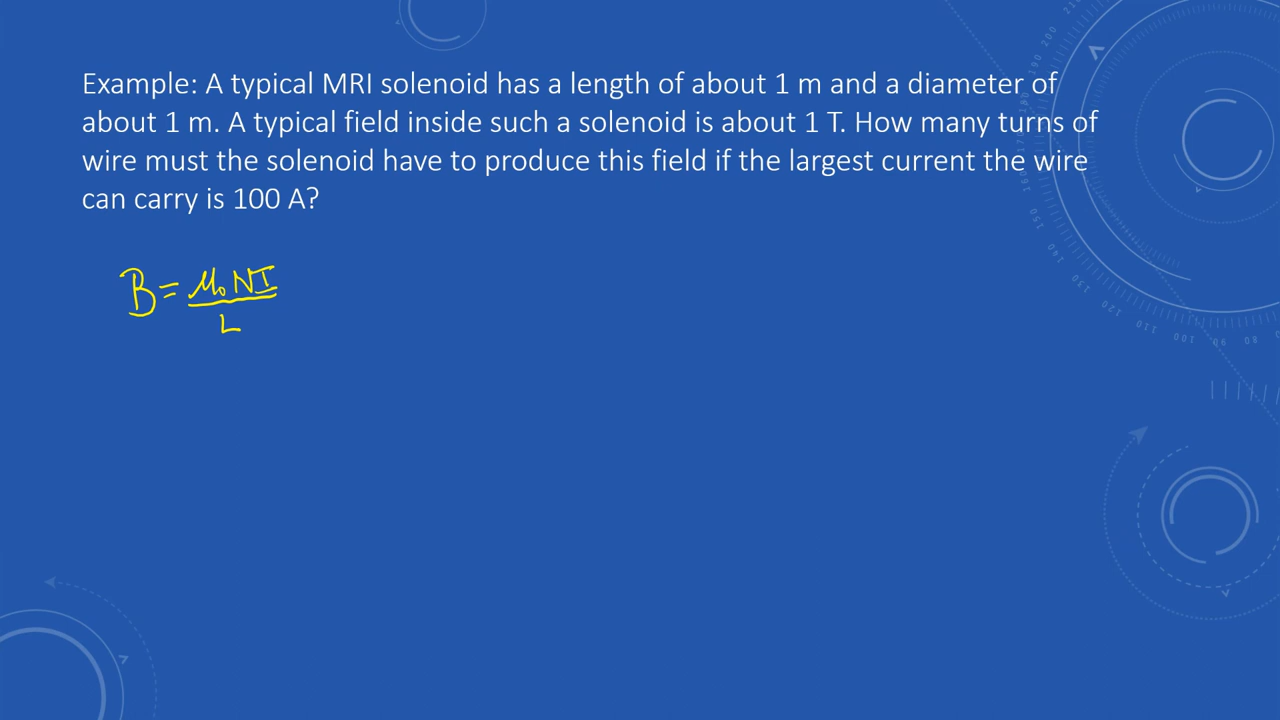 Example: A typical MRI solenoid has a length of about 1 m and a diameter of
about 1 m. A typical field inside such a solenoid is about 1 T. How many turns of
wire must the solenoid have to produce this field if the largest current the wire
can carry is 100 A?
B = μ₀NI
L